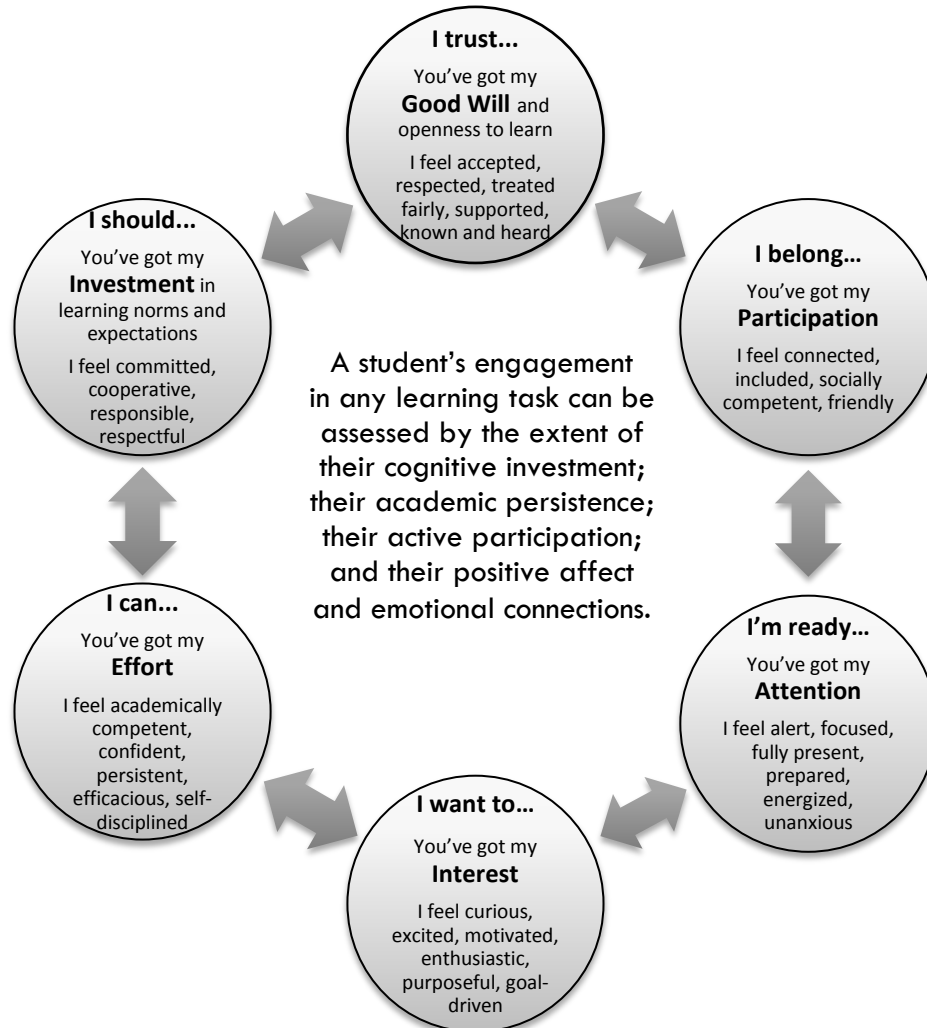 I trust...
You’ve got my
Good Will and
openness to learn
I feel accepted,
respected, treated
fairly, supported,
known and heard
I belong…
You’ve got my
Participation
I feel connected,
included, socially
competent, friendly
I’m ready…
You’ve got my
Attention
I feel alert, focused,
fully present,
prepared,
energized,
unanxious
I want to…
You’ve got my
Interest
I feel curious,
excited, motivated,
enthusiastic,
purposeful, goal-
driven
I can...
You’ve got my
Effort
I feel academically
competent,
confident,
persistent,
efficacious, self-
disciplined
I should...
You’ve got my
Investment in
learning norms and
expectations
I feel committed,
cooperative,
responsible,
respectful
A student’s engagement
in any learning task can be
assessed by the extent of
their cognitive investment;
their academic persistence;
their active participation;
and their positive affect
and emotional connections.